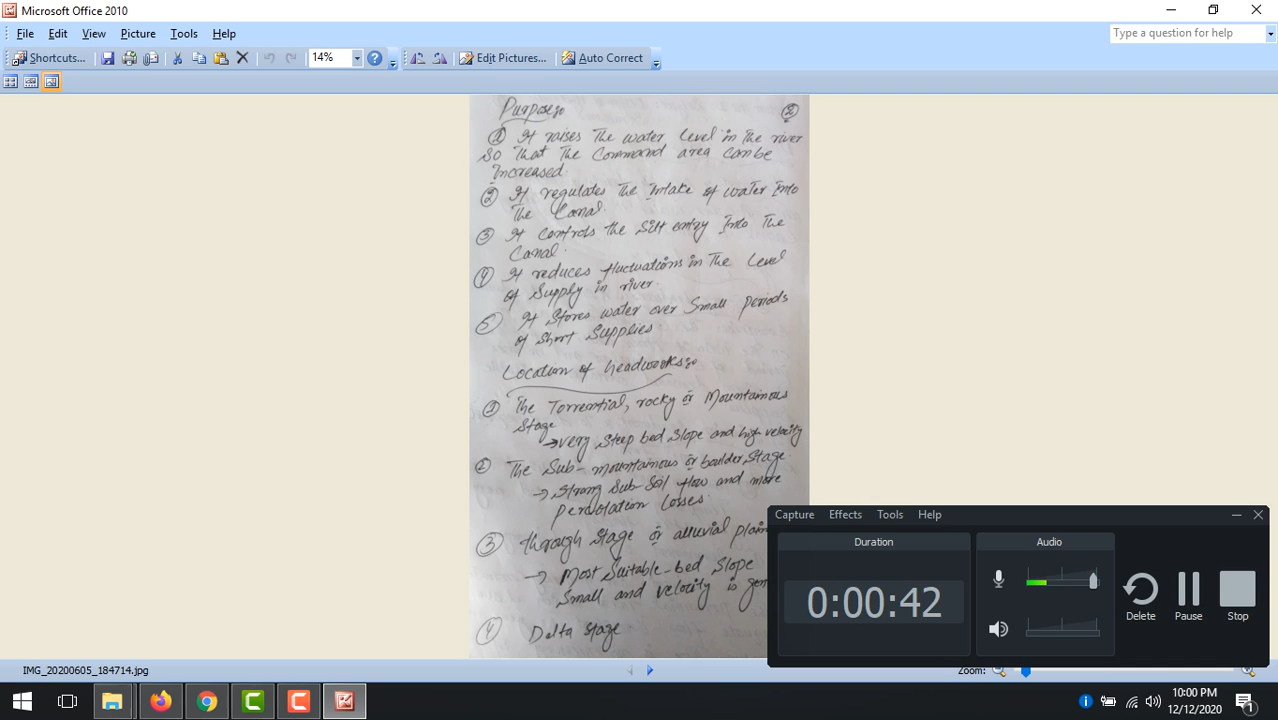 Microsoft Office 2010
File Edit View Picture Tools Help
Type a question for help
Shortcuts... 14% Edit Pictures... Auto Correct
Purpose:
②
① It raises The water Level in The river
So That The Command area can be
Increased.
② It regulates The Intake of water Into
The Canal.
③ It Controls the Silt entry Into The
Canal.
④ It reduces fluctuations in The Level
of Supply in river.
⑤ It Stores water over Small Periods
of Short Supplies
Location of headworks:
① The Torrential, rocky or Mountainous
Stage
→ very Steep bed Slope and high velocity
② The Sub-mountainous or boulder Stage.
→ Strong Sub Soil flow and more
percolation Losses.
③ through Stage or alluvial plain
→ Most Suitable-bed Slope
Small and velocity is
④ Delta Stage
Capture Effects Tools Help
Duration Audio
0:00:42
Delete Pause Stop
IMG_20200605_184714.jpg
Zoom:
10:00 PM
12/12/2020
1